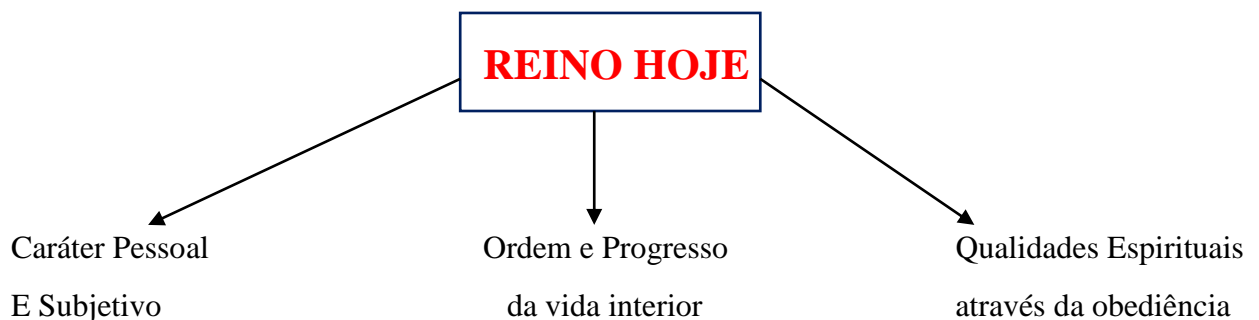 REINO HOJE
Caráter Pessoal
E Subjetivo
Ordem e Progresso
da vida interior
Qualidades Espirituais
através da obediência